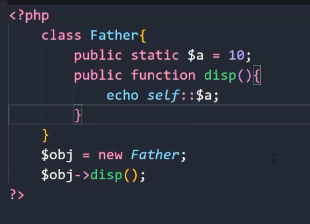 <?php
    class Father{
        public static $a = 10;
        public function disp(){
            echo self::$a;
        }
    }
    $obj = new Father;
    $obj->disp();
?>